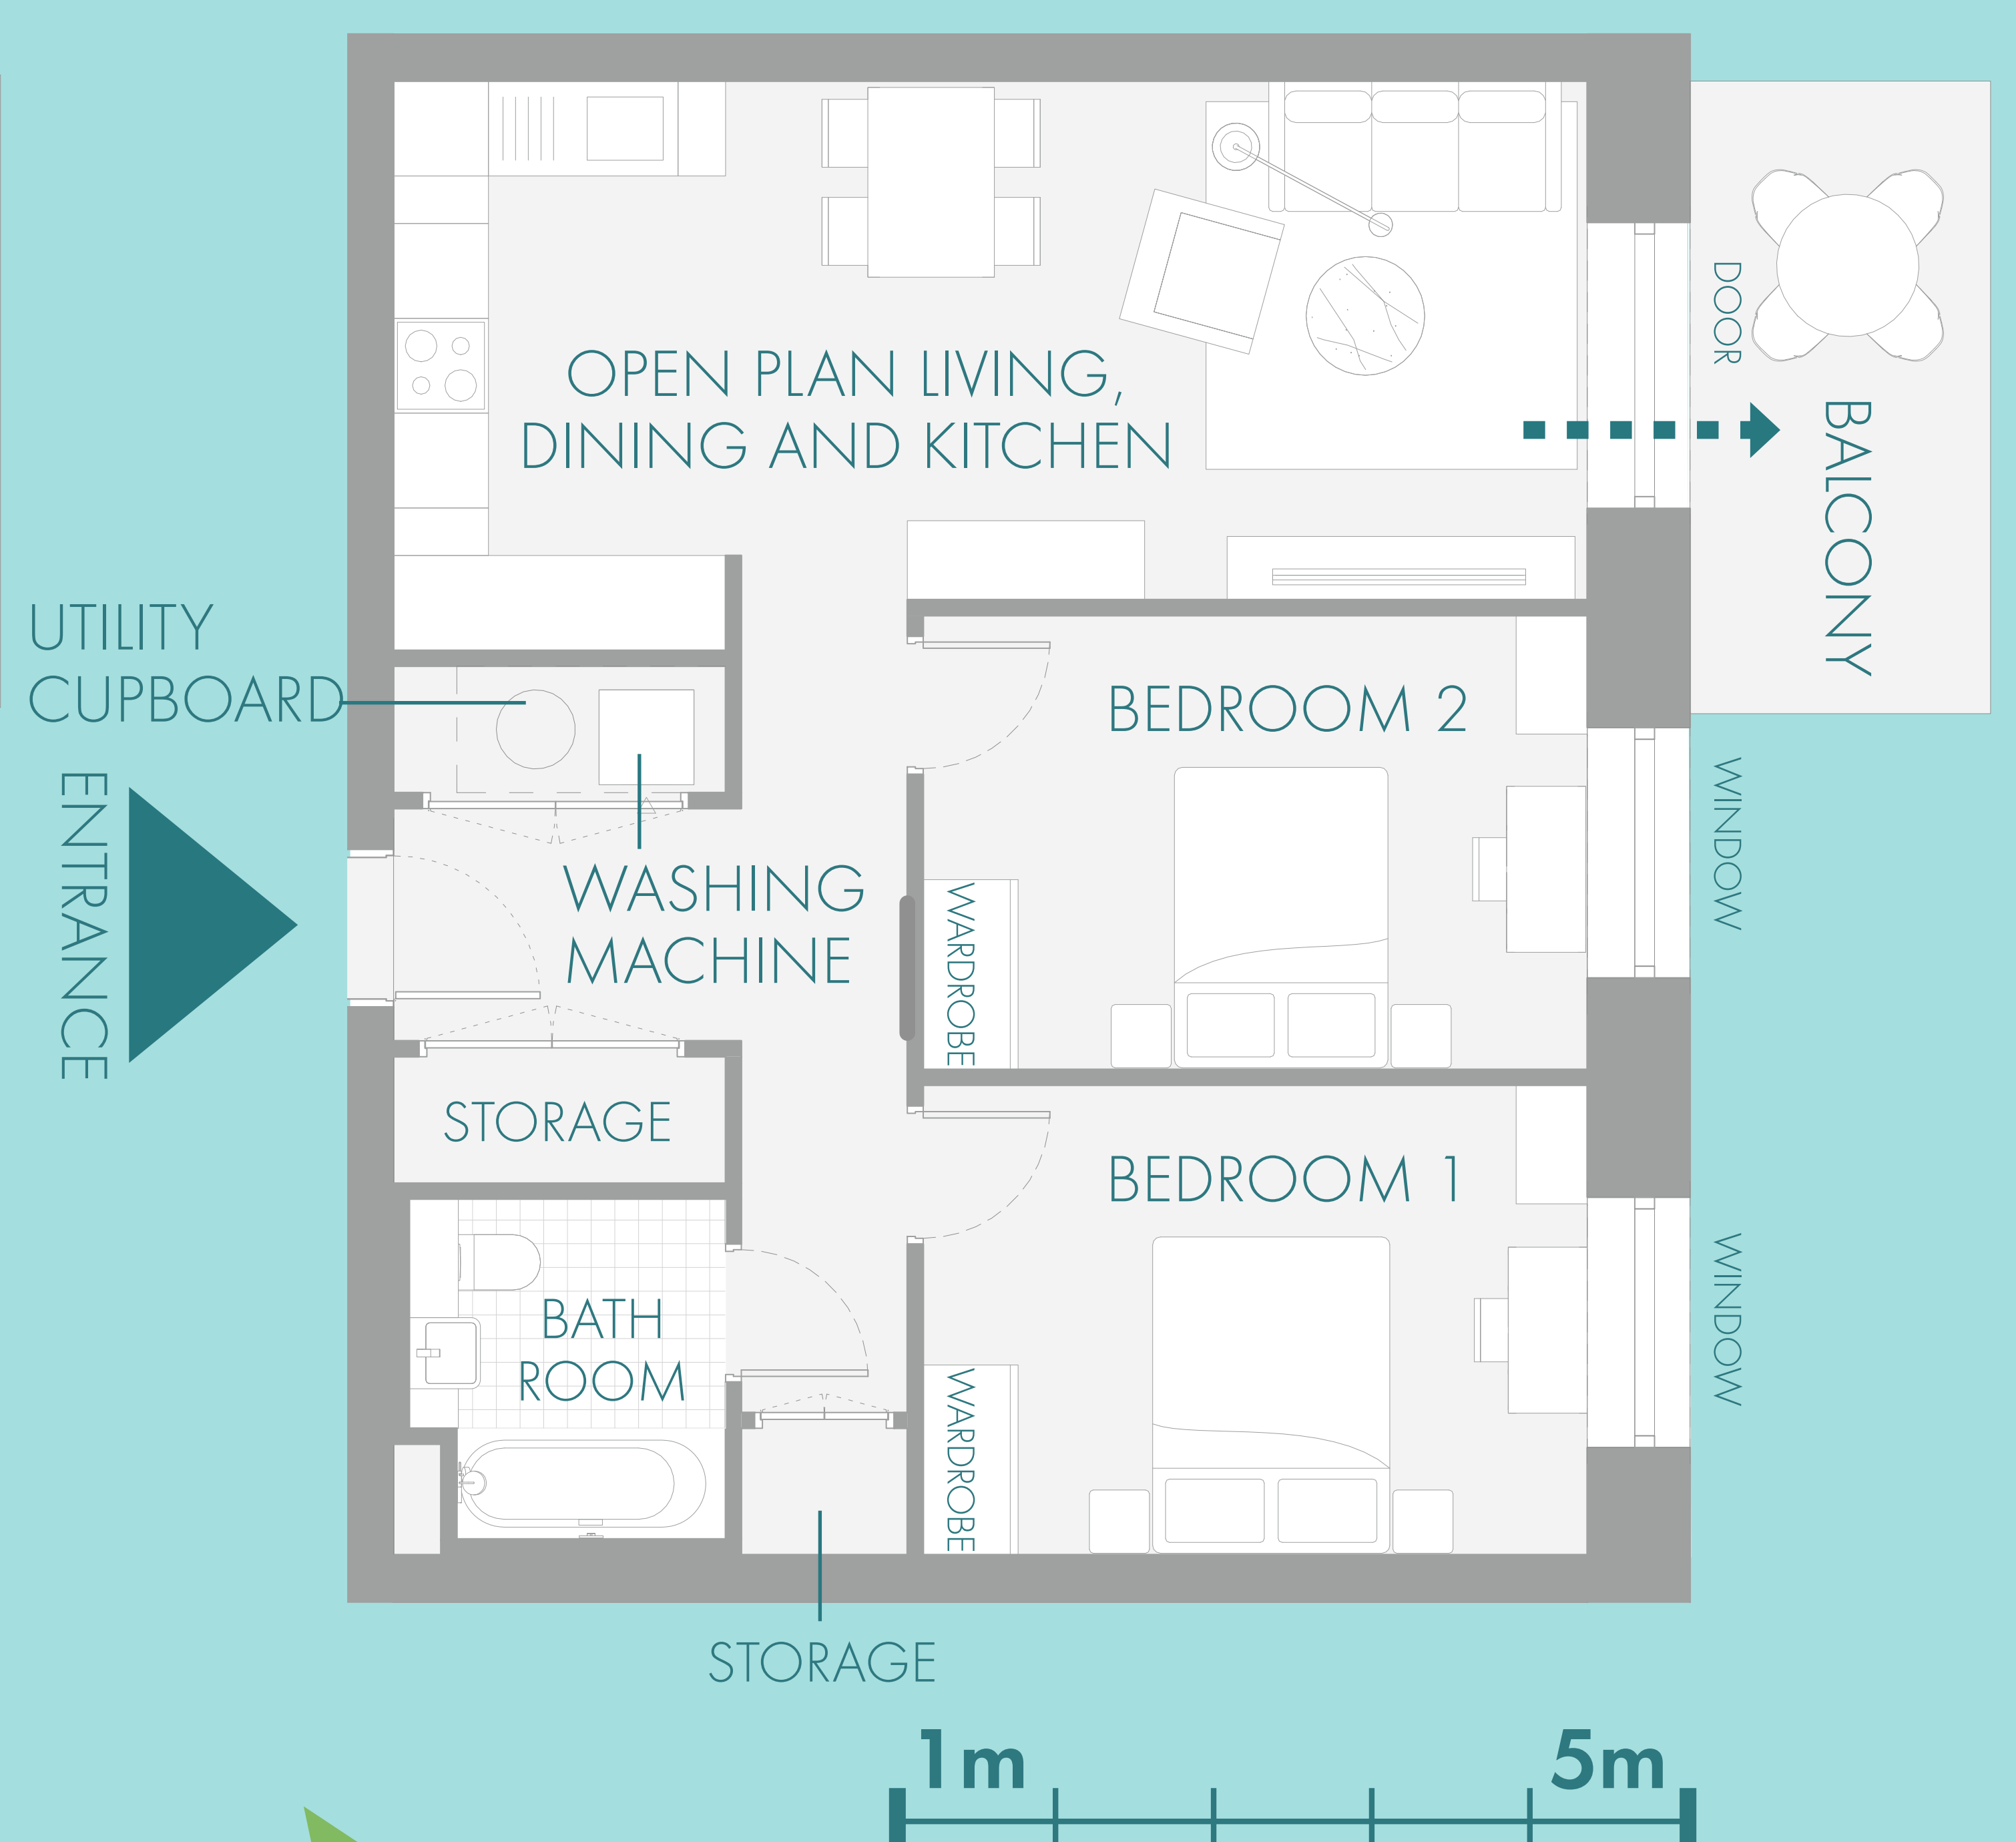 OPEN PLAN LIVING,
DINING AND KITCHEN
DOOR
BALCONY
UTILITY
CUPBOARD
BEDROOM 2
WINDOW
ENTRANCE
WASHING
MACHINE
WARDROBE
STORAGE
BEDROOM 1
WINDOW
BATH
ROOM
WARDROBE
STORAGE
1m
5m